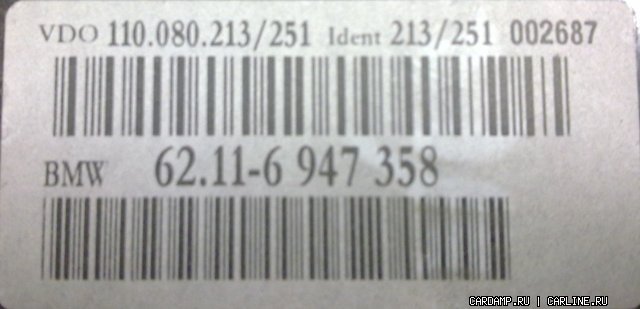 VDO 110.080.213/251 Ident 213/251 002687
BMW 62.11-6 947 358
CARDAMP.RU | CARLINE.RU